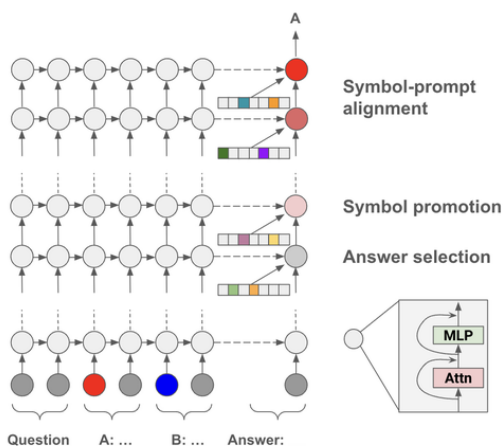 A
Symbol-prompt
alignment
Symbol promotion
Answer selection
MLP
Attn
Question A: ... B: ... Answer: